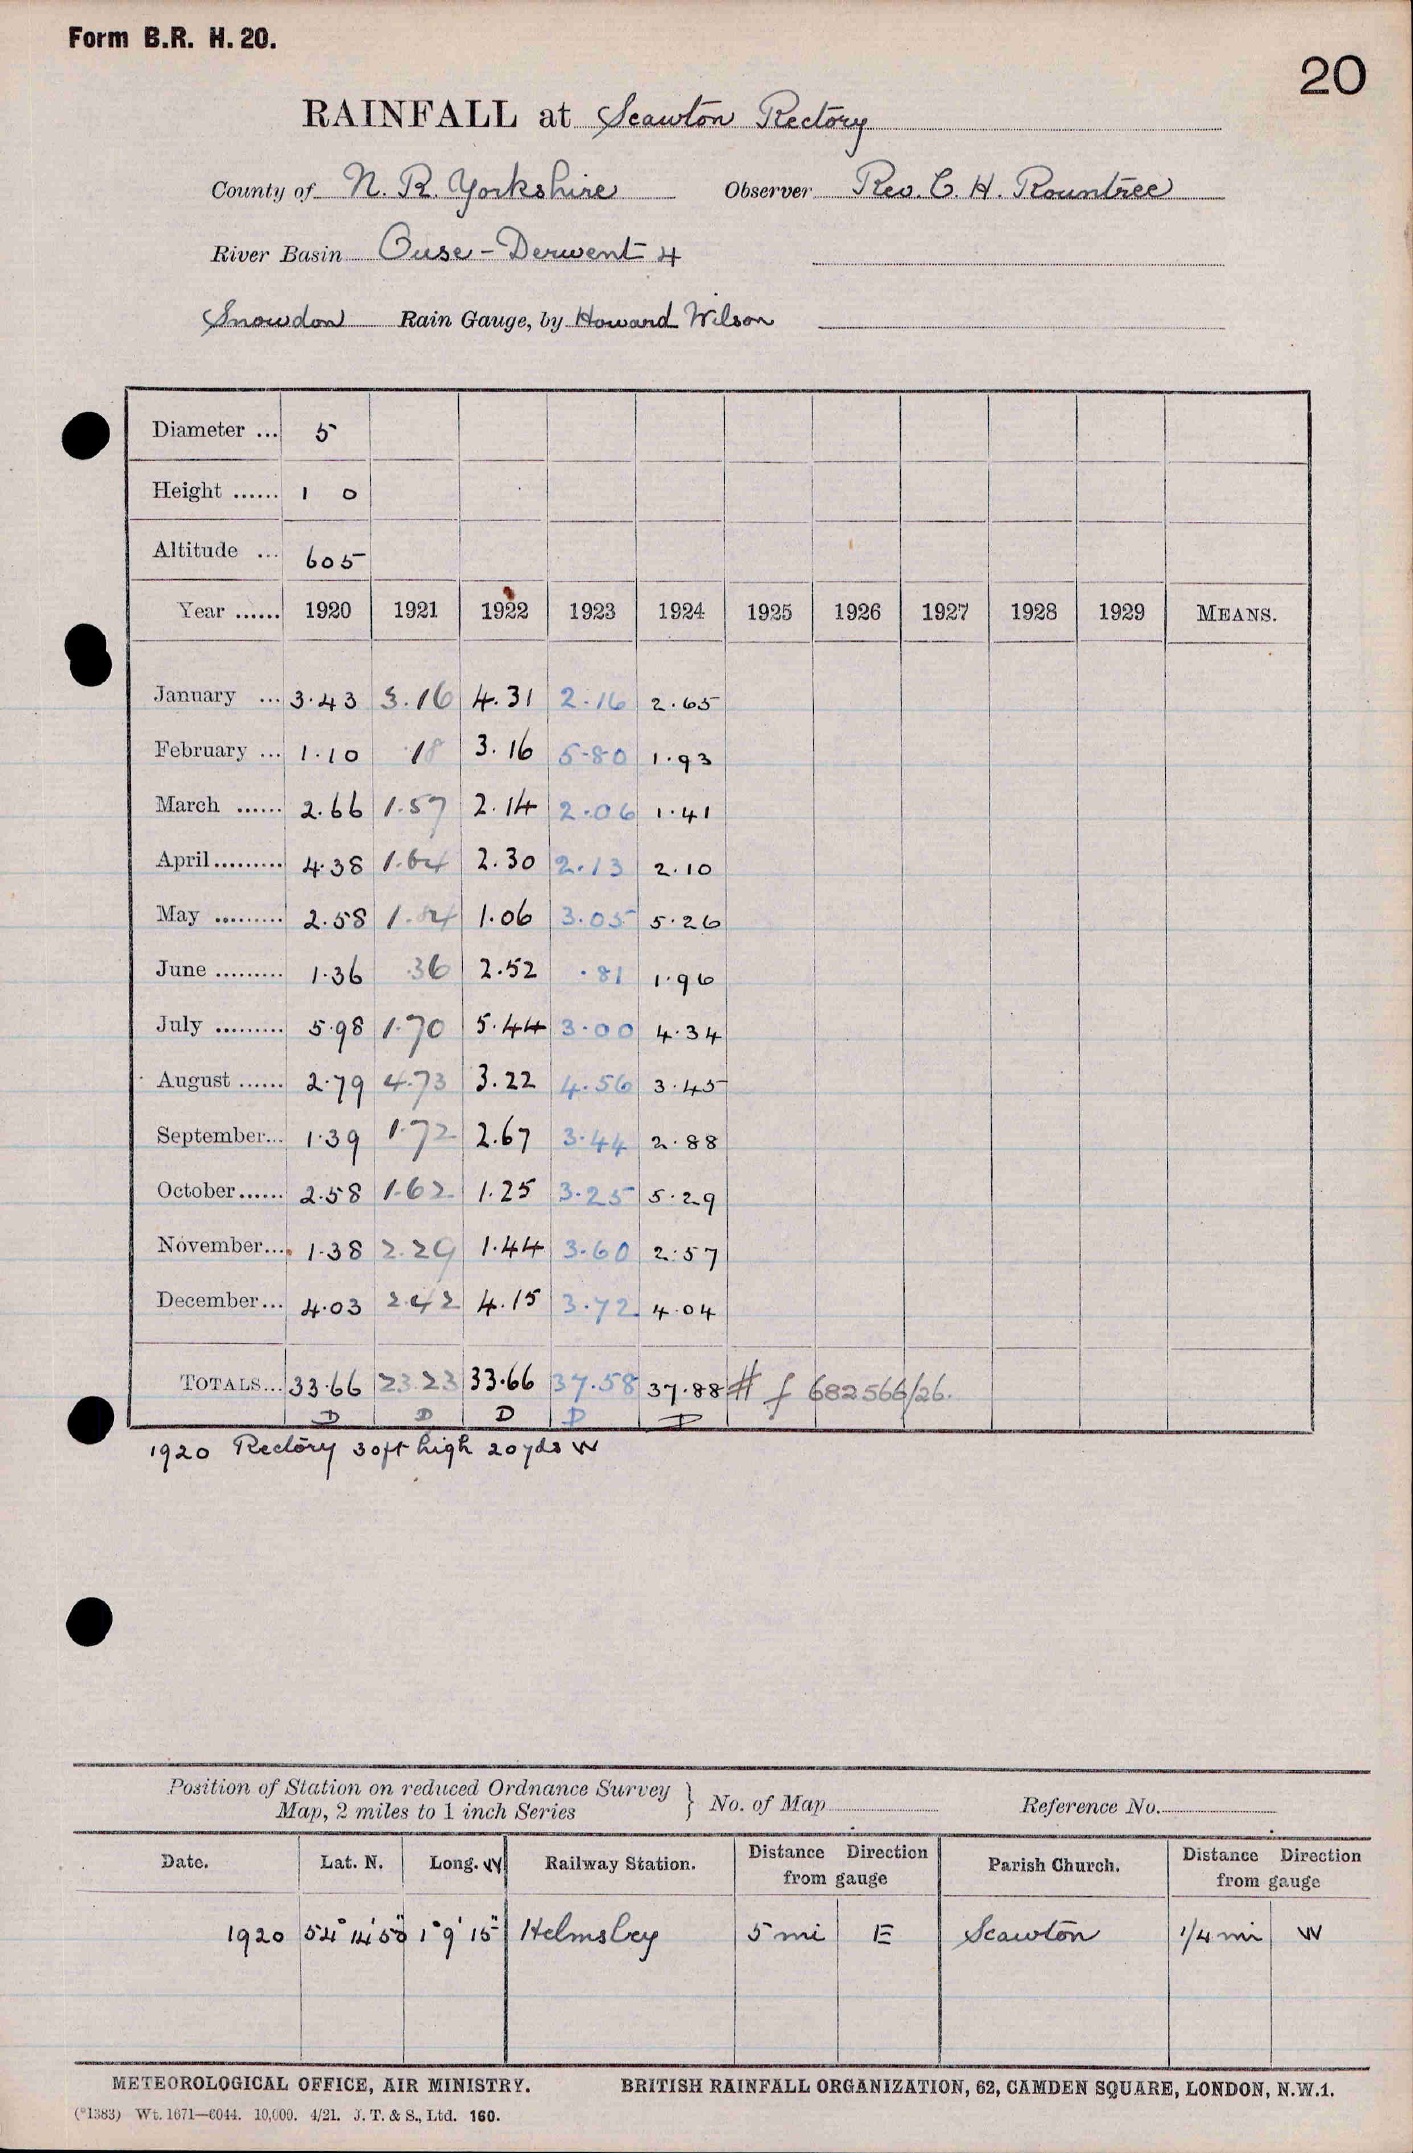 Form B.R. H. 20.
20
RAINFALL at Scawton Rectory
County of N. R. Yorkshire Observer Rev. C. H. Rountree
River Basin Ouse - Derwent 4
Snowdon Rain Gauge, by Howard Wilson
Diameter ... 5
Height ...... 1 0
Altitude ... 605
Year ...... 1920 1921 1922 1923 1924 1925 1926 1927 1928 1929 MEANS.
January ... 3.43 3.16 4.31 2.16 2.65
February ... 1.10 .18 3.16 5.80 1.93
March ...... 2.66 1.57 2.14 2.06 1.41
April ......... 4.38 1.64 2.30 2.13 2.10
May ......... 2.58 1.84 1.06 3.05 5.26
June ......... 1.36 .36 2.52 .81 1.96
July ......... 5.98 1.70 5.44 3.00 4.34
August ...... 2.79 4.73 3.22 4.56 3.45
September... 1.39 1.72 2.67 3.44 2.88
October...... 2.58 1.62 1.25 3.25 5.29
November... 1.38 2.29 1.44 3.60 2.57
December... 4.03 2.42 4.15 3.72 4.04
TOTALS... 33.66 23.23 33.66 37.58 37.88 # f 682566/26.
D D D D D
1920 Rectory 30ft high 20yds W
Position of Station on reduced Ordnance Survey
Map, 2 miles to 1 inch Series } No. of Map Reference No.
Date. Lat. N. Long. W Railway Station. Distance Direction from gauge Parish Church. Distance Direction from gauge
1920 54° 14' 50" 1° 9' 15" Helmsley 5 mi E Scawton 1/4 mi W
METEOROLOGICAL OFFICE, AIR MINISTRY. BRITISH RAINFALL ORGANIZATION, 62, CAMDEN SQUARE, LONDON, N.W.1.
(*1383) Wt. 1671—6044. 10,000. 4/21. J. T. & S., Ltd. 160.